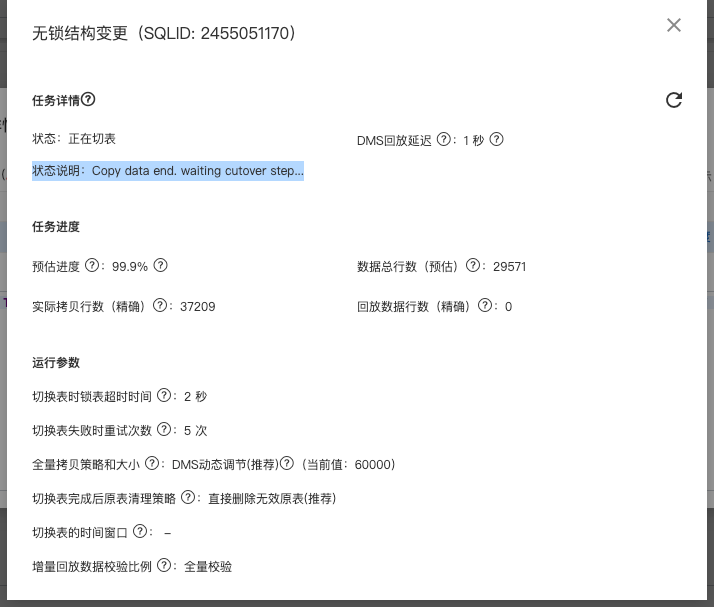 无锁结构变更（SQLID: 2455051170）
任务详情?
状态：正在切表
DMS回放延迟 ?：1 秒 ?
状态说明：Copy data end. waiting cutover step...
任务进度
预估进度 ?：99.9% ?
数据总行数（预估）?：29571
实际拷贝行数（精确）?：37209
回放数据行数（精确）?：0
运行参数
切换表时锁表超时时间 ?：2 秒
切换表失败时重试次数 ?：5 次
全量拷贝策略和大小 ?：DMS动态调节(推荐)?（当前值：60000）
切换表完成后原表清理策略 ?：直接删除无效原表(推荐)
切换表的时间窗口 ?： –
增量回放数据校验比例 ?：全量校验